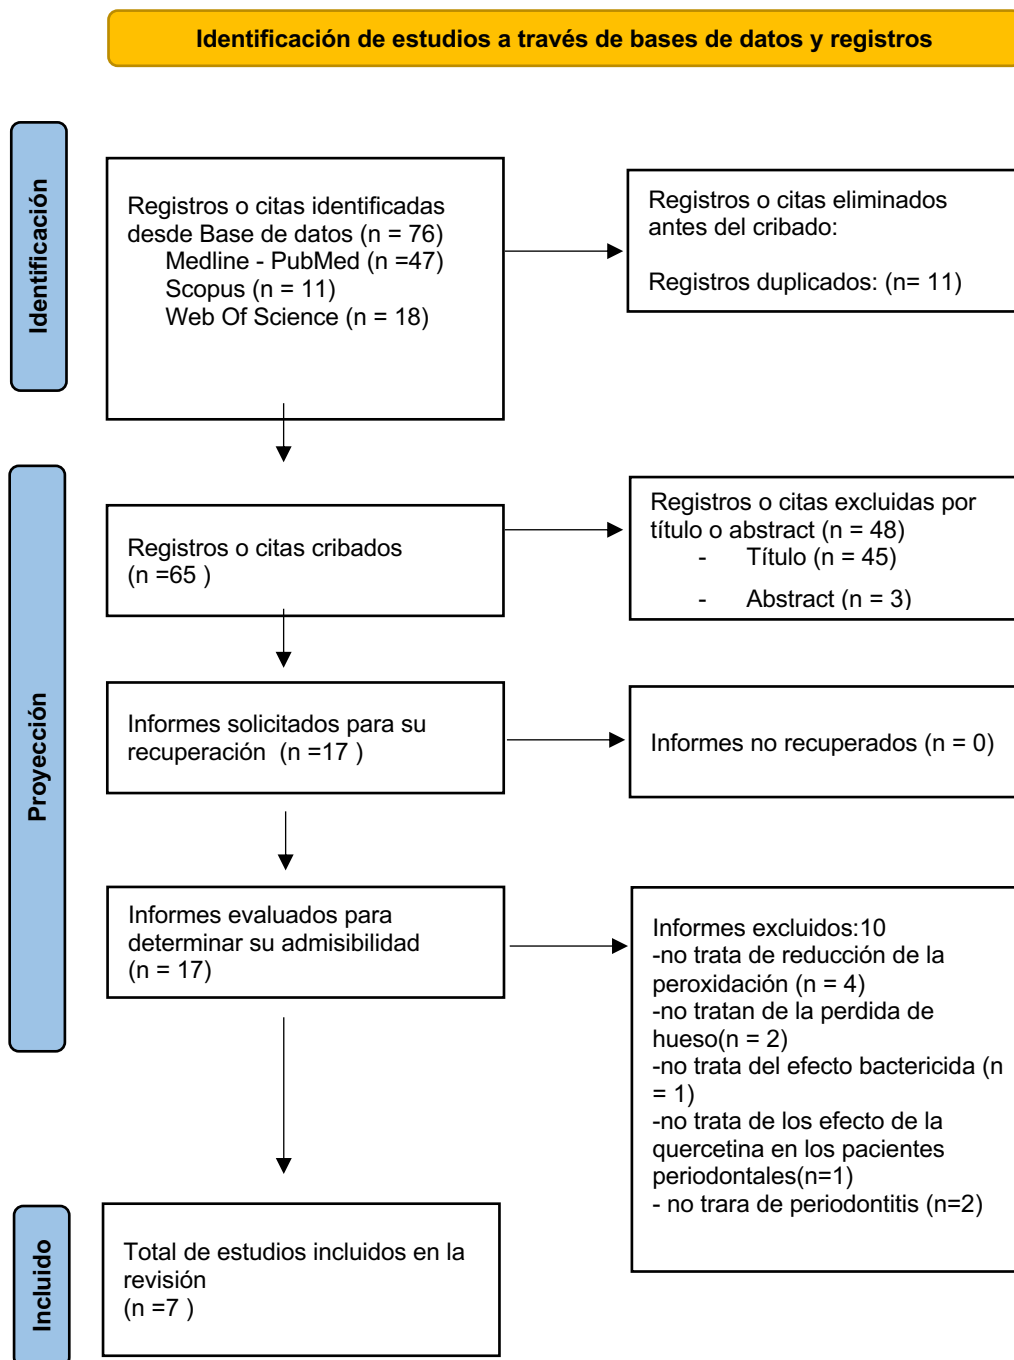 Identificación de estudios a través de bases de datos y registros
Identificación
Registros o citas identificadas
desde Base de datos (n = 76)
Medline - PubMed (n =47)
Scopus (n = 11)
Web Of Science (n = 18)
Registros o citas eliminados
antes del cribado:
Registros duplicados: (n= 11)
Proyección
Registros o citas cribados
(n =65 )
Registros o citas excluidas por
título o abstract (n = 48)
- Título (n = 45)
- Abstract (n = 3)
Informes solicitados para su
recuperación (n =17 )
Informes no recuperados (n = 0)
Informes evaluados para
determinar su admisibilidad
(n = 17)
Informes excluidos:10
-no trata de reducción de la
peroxidación (n = 4)
-no tratan de la perdida de
hueso(n = 2)
-no trata del efecto bactericida (n
= 1)
-no trata de los efecto de la
quercetina en los pacientes
periodontales(n=1)
- no trara de periodontitis (n=2)
Incluido
Total de estudios incluidos en la
revisión
(n =7 )